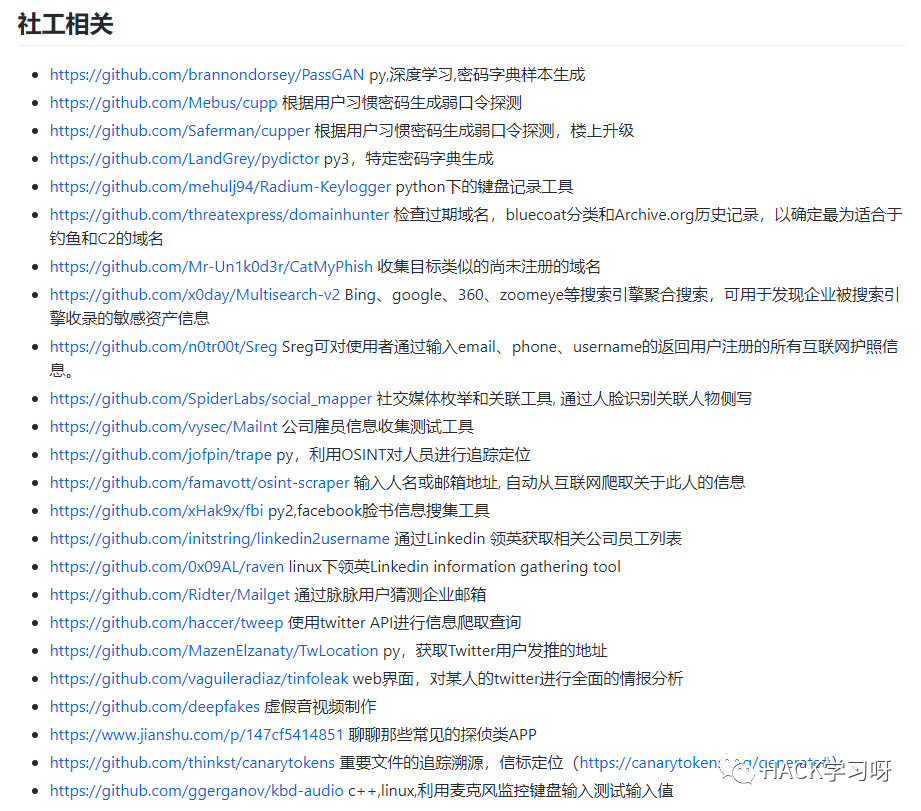 社工相关
https://github.com/brannondorsey/PassGAN py,深度学习,密码字典样本生成
https://github.com/Mebus/cupp 根据用户习惯密码生成弱口令探测
https://github.com/Saferman/cupper 根据用户习惯密码生成弱口令探测，楼上升级
https://github.com/LandGrey/pydictor py3，特定密码字典生成
https://github.com/mehulj94/Radium-Keylogger python下的键盘记录工具
https://github.com/threatexpress/domainhunter 检查过期域名，bluecoat分类和Archive.org历史记录，以确定最为适合于
钓鱼和C2的域名
https://github.com/Mr-Un1k0d3r/CatMyPhish 收集目标类似的尚未注册的域名
https://github.com/x0day/Multisearch-v2 Bing、google、360、zoomeye等搜索引擎聚合搜索，可用于发现企业被搜索引
擎收录的敏感资产信息
https://github.com/n0tr00t/Sreg Sreg可对使用者通过输入email、phone、username的返回用户注册的所有互联网护照信
息。
https://github.com/SpiderLabs/social_mapper 社交媒体枚举和关联工具, 通过人脸识别关联人物侧写
https://github.com/vysec/MaiInt 公司雇员信息收集测试工具
https://github.com/jofpin/trape py，利用OSINT对人员进行追踪定位
https://github.com/famavott/osint-scraper 输入人名或邮箱地址, 自动从互联网爬取关于此人的信息
https://github.com/xHak9x/fbi py2,facebook脸书信息搜集工具
https://github.com/initstring/linkedin2username 通过Linkedin 领英获取相关公司员工列表
https://github.com/0x09AL/raven linux下领英Linkedin information gathering tool
https://github.com/Ridter/Mailget 通过脉脉用户猜测企业邮箱
https://github.com/haccer/tweep 使用twitter API进行信息爬取查询
https://github.com/MazenElzanaty/TwLocation py，获取Twitter用户发推的地址
https://github.com/vaguileradiaz/tinfoleak web界面，对某人的twitter进行全面的情报分析
https://github.com/deepfakes 虚假音视频制作
https://www.jianshu.com/p/147cf5414851 聊聊那些常见的探侦类APP
https://github.com/thinkst/canarytokens 重要文件的追踪溯源，信标定位（https://canarytokens
HACK学习呀
https://github.com/ggerganov/kbd-audio c++,linux,利用麦克风监控键盘输入测试输入值